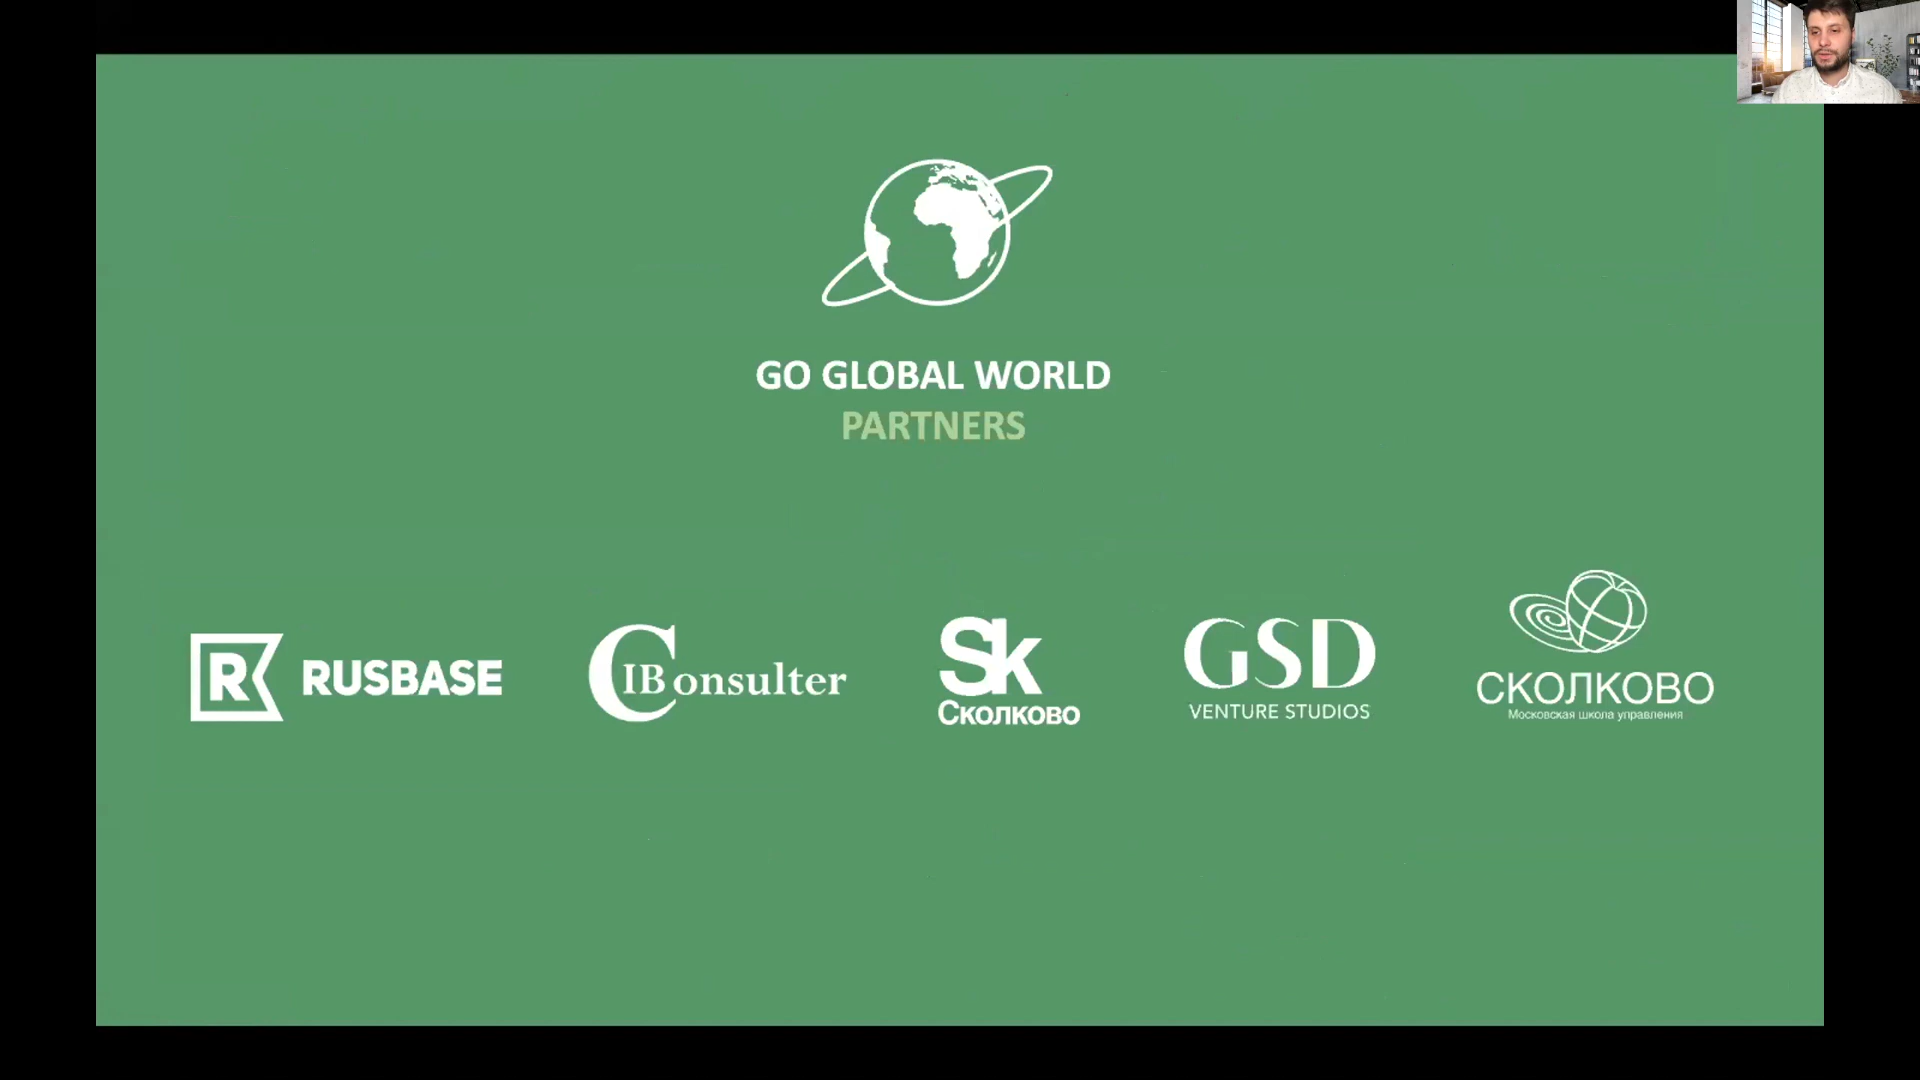 GO GLOBAL WORLD
PARTNERS
R RUSBASE
CIBonsulter
Sk
Сколково
GSD
VENTURE STUDIOS
СКОЛКОВО
Московская школа управления